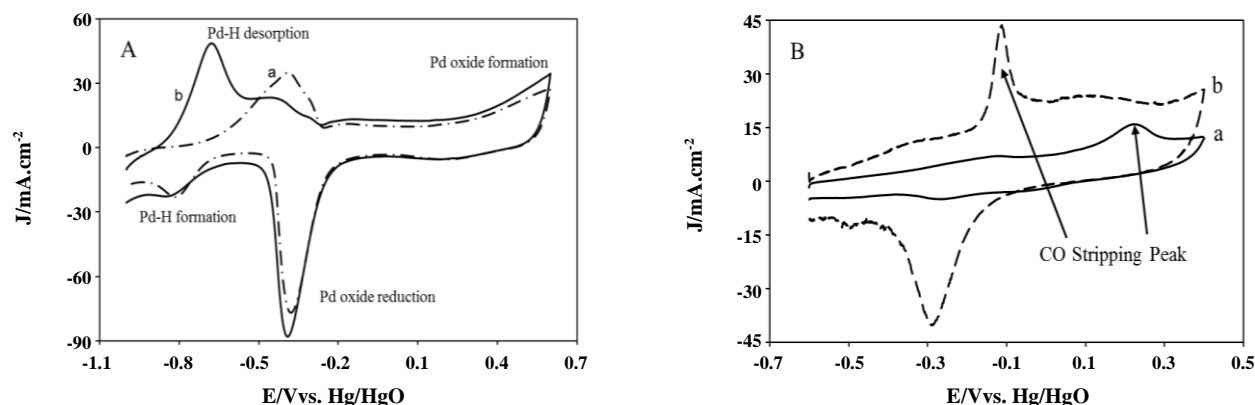 A
Pd-H desorption
a
b
Pd oxide formation
Pd-H formation
Pd oxide reduction
J/mA.cm-2
60
30
0
-30
-60
-90
-1.1
-0.8
-0.5
-0.2
0.1
0.4
0.7
E/Vvs. Hg/HgO
B
b
a
CO Stripping Peak
J/mA.cm-2
45
30
15
0
-15
-30
-45
-0.7
-0.5
-0.3
-0.1
0.1
0.3
0.5
E/Vvs. Hg/HgO